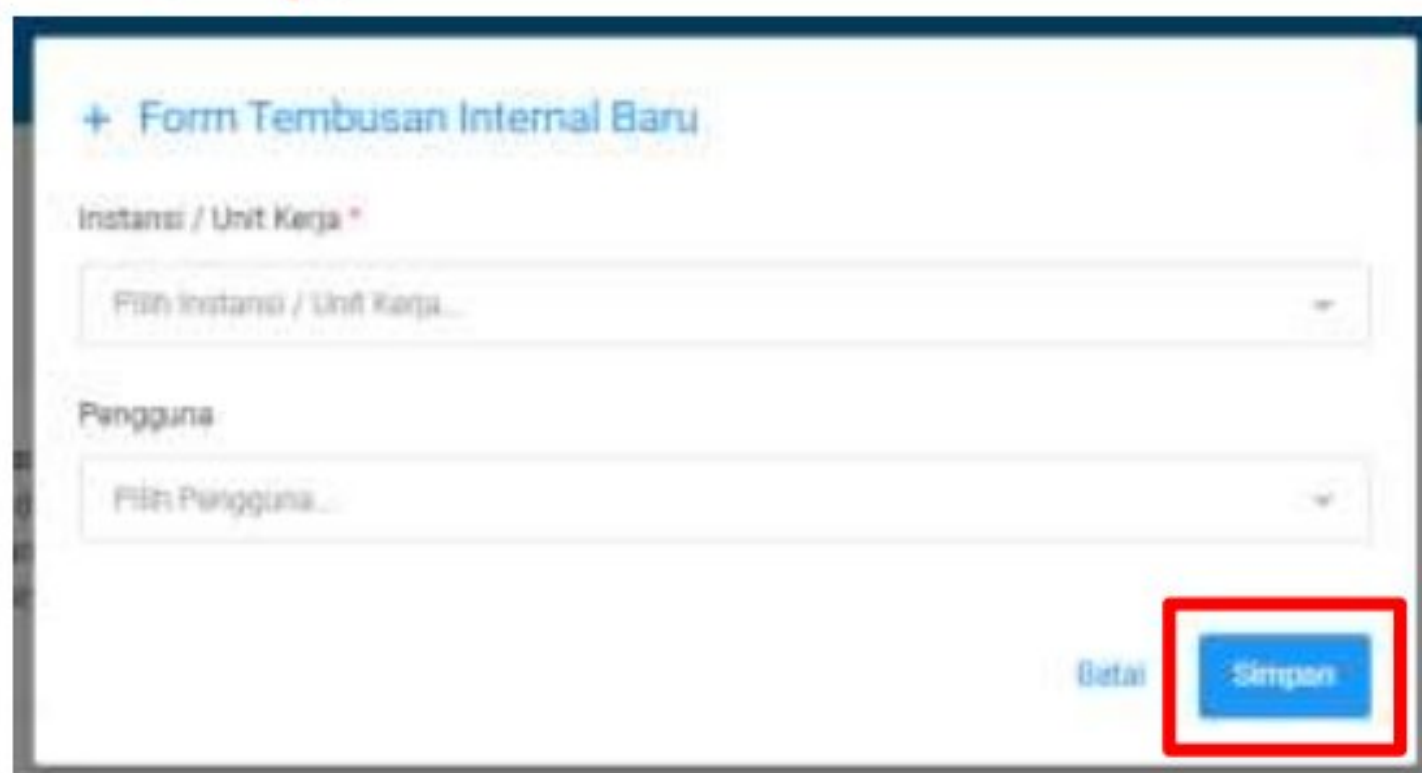 + Form Tembusan Internal Baru
Instansi / Unit Kerja *
Pilih Instansi / Unit Kerja...
Pengguna
Pilih Pengguna...
Batal
Simpan